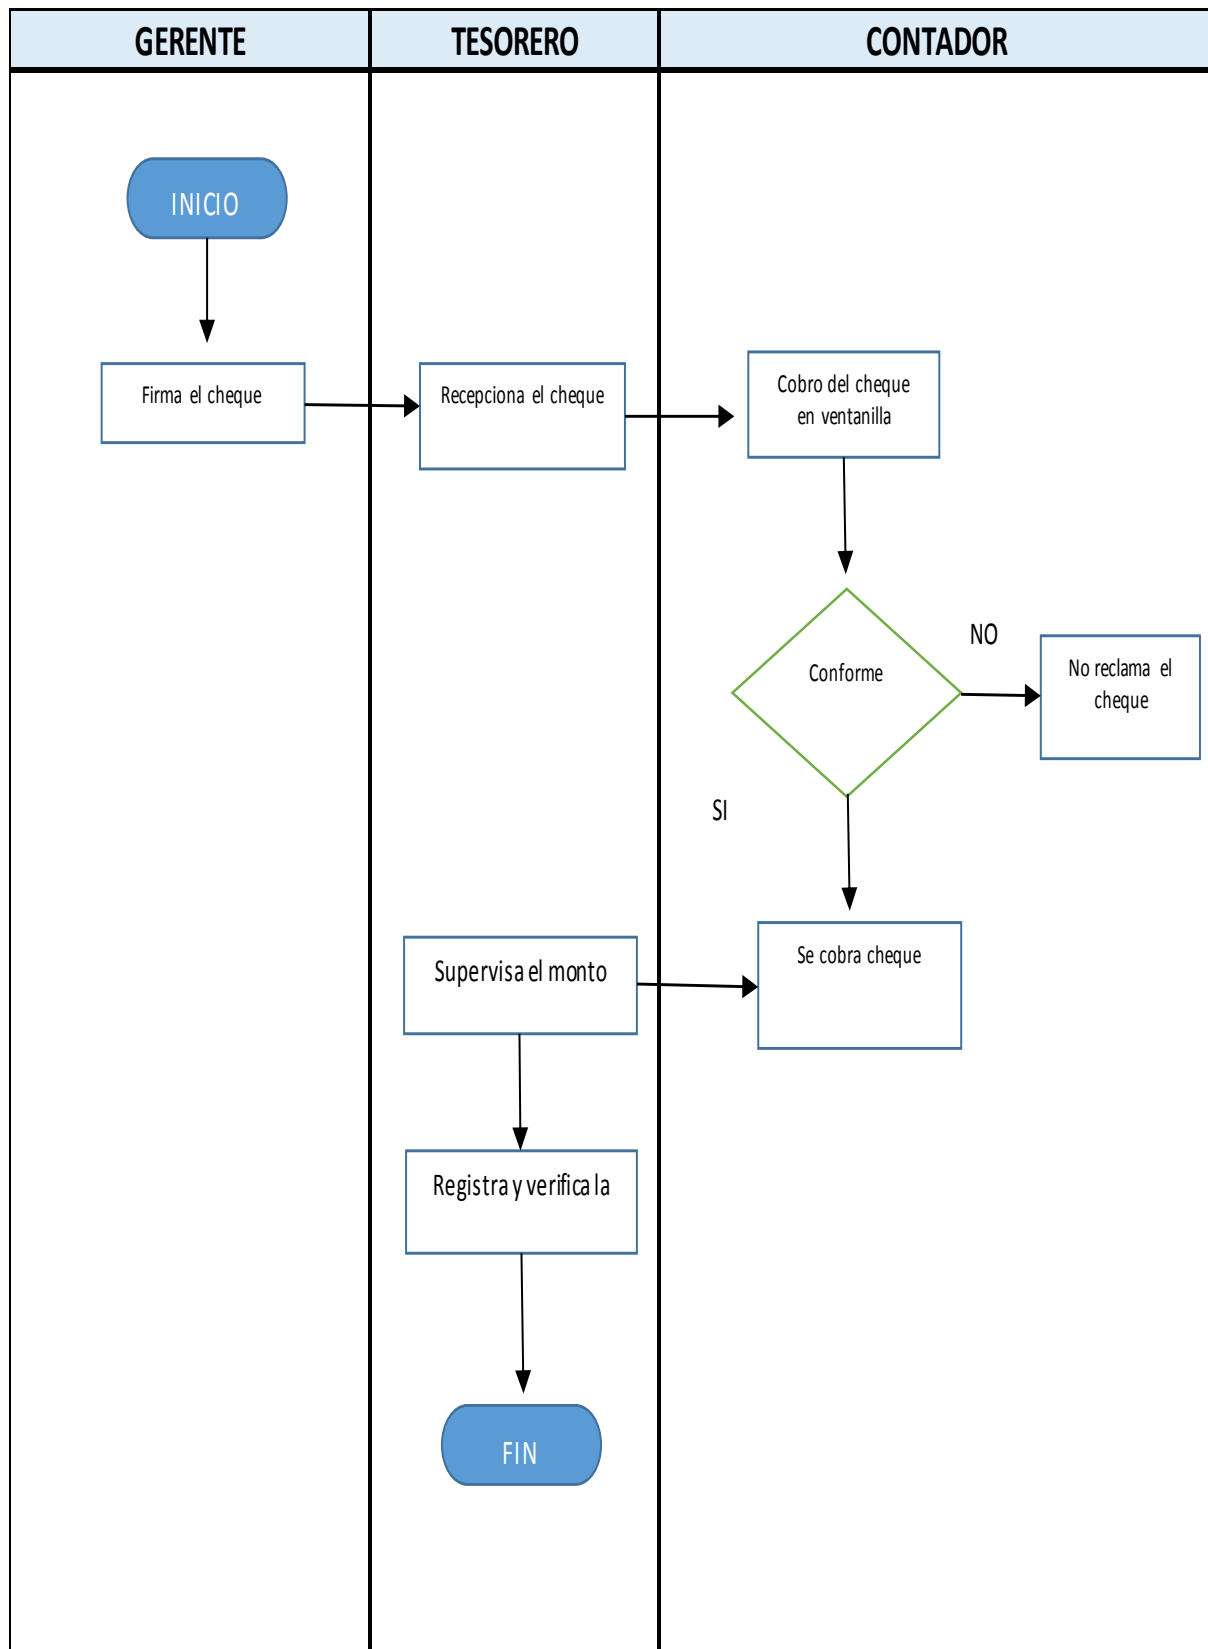 GERENTE
TESORERO
CONTADOR
INICIO
Firma el cheque
Recepciona el cheque
Cobro del cheque
en ventanilla
Conforme
NO
No reclama el
cheque
SI
Se cobra cheque
Supervisa el monto
Registra y verifica la
FIN